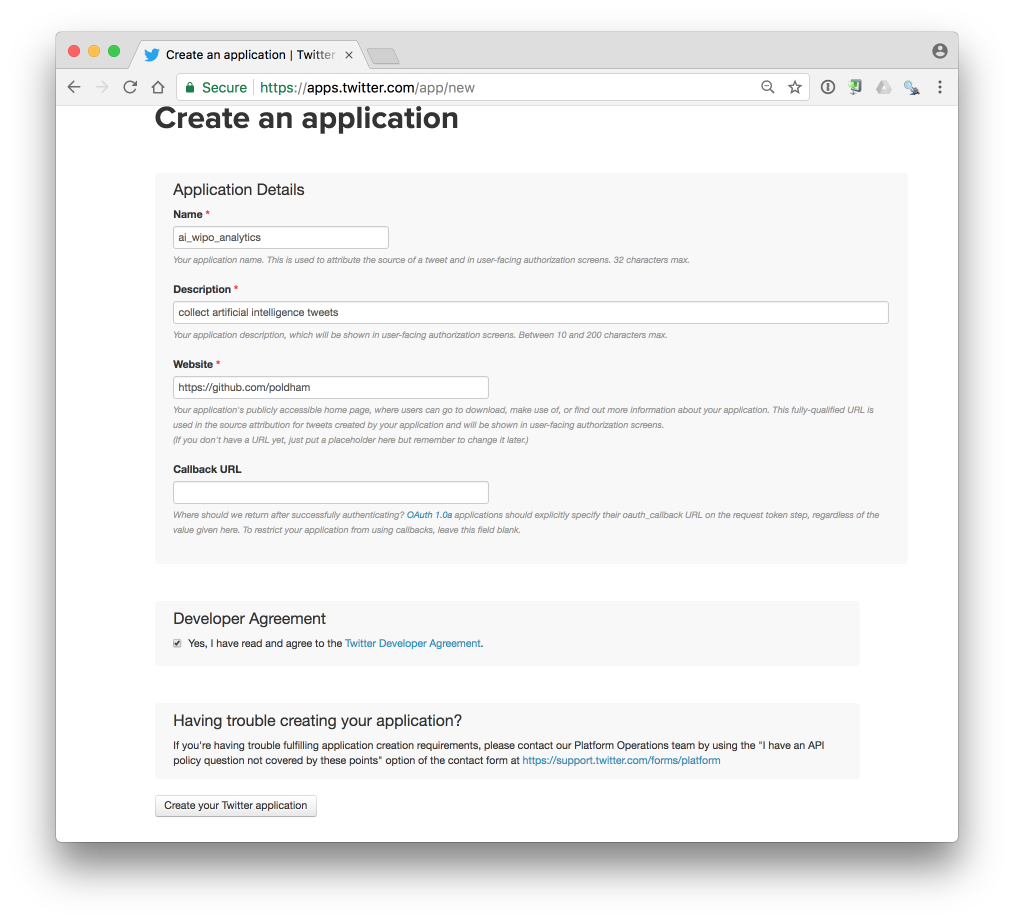 Create an application | Twitter
Secure https://apps.twitter.com/app/new
Create an application
Application Details
Name *
ai_wipo_analytics
Your application name. This is used to attribute the source of a tweet and in user-facing authorization screens. 32 characters max.
Description *
collect artificial intelligence tweets
Your application description, which will be shown in user-facing authorization screens. Between 10 and 200 characters max.
Website *
https://github.com/poldham
Your application's publicly accessible home page, where users can go to download, make use of, or find out more information about your application. This fully-qualified URL is
used in the source attribution for tweets created by your application and will be shown in user-facing authorization screens.
(If you don't have a URL yet, just put a placeholder here but remember to change it later.)
Callback URL
Where should we return after successfully authenticating? OAuth 1.0a applications should explicitly specify their oauth_callback URL on the request token step, regardless of the
value given here. To restrict your application from using callbacks, leave this field blank.
Developer Agreement
Yes, I have read and agree to the Twitter Developer Agreement.
Having trouble creating your application?
If you're having trouble fulfilling application creation requirements, please contact our Platform Operations team by using the "I have an API
policy question not covered by these points" option of the contact form at https://support.twitter.com/forms/platform
Create your Twitter application